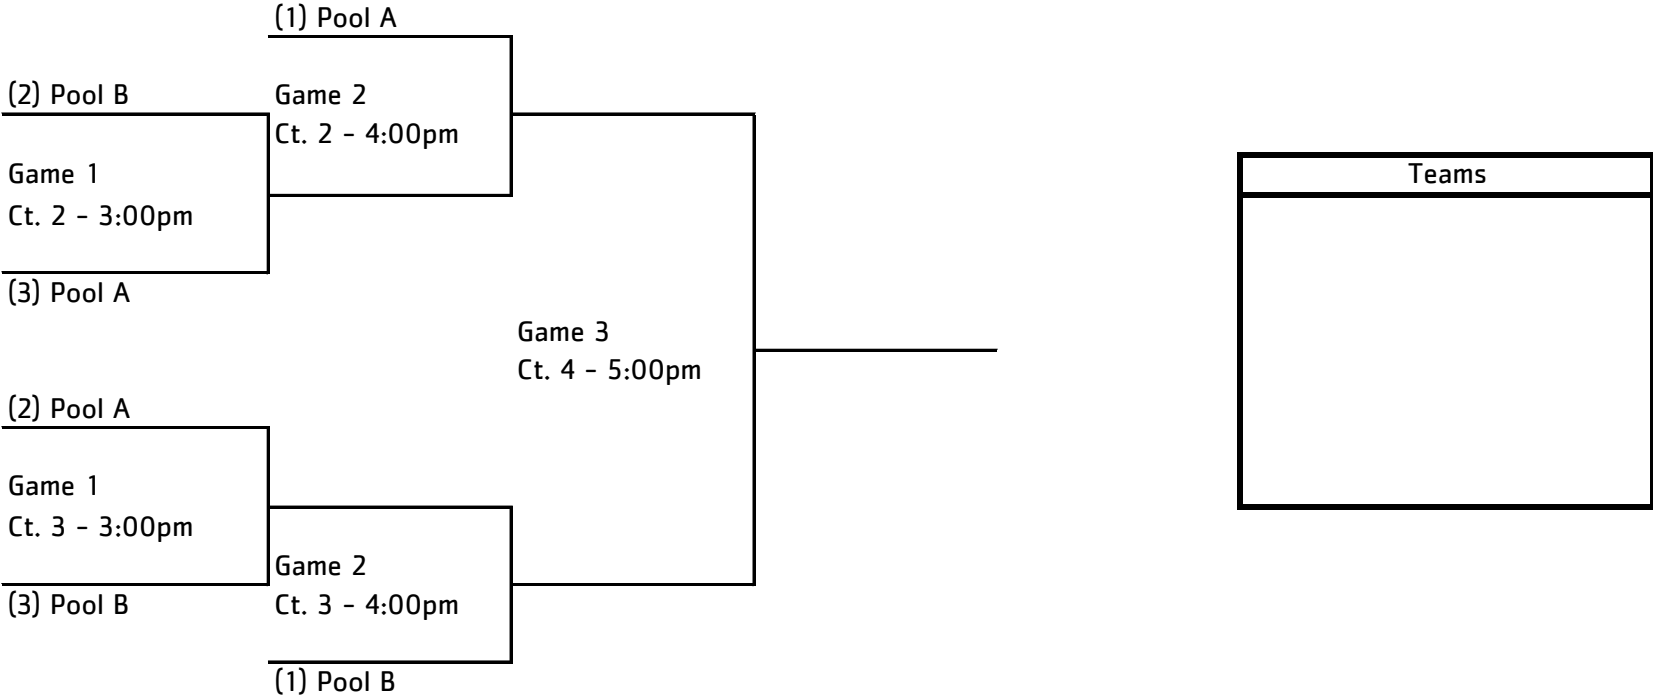 (1) Pool A
(2) Pool B
Game 2
Ct. 2 - 4:00pm
Game 1
Ct. 2 - 3:00pm
(3) Pool A
Teams
Game 3
Ct. 4 - 5:00pm
(2) Pool A
Game 1
Ct. 3 - 3:00pm
(3) Pool B
Game 2
Ct. 3 - 4:00pm
(1) Pool B